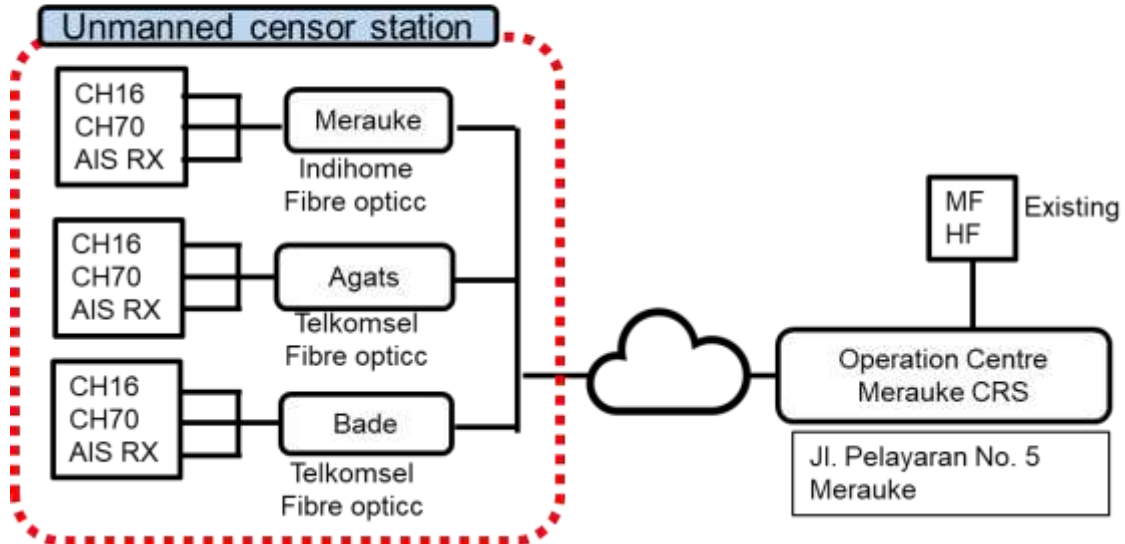 Unmanned censor station
CH16
CH70
AIS RX
Merauke
Indihome
Fibre opticc
CH16
CH70
AIS RX
Agats
Telkomsel
Fibre opticc
CH16
CH70
AIS RX
Bade
Telkomsel
Fibre opticc
MF
HF
Existing
Operation Centre
Merauke CRS
Jl. Pelayaran No. 5
Merauke